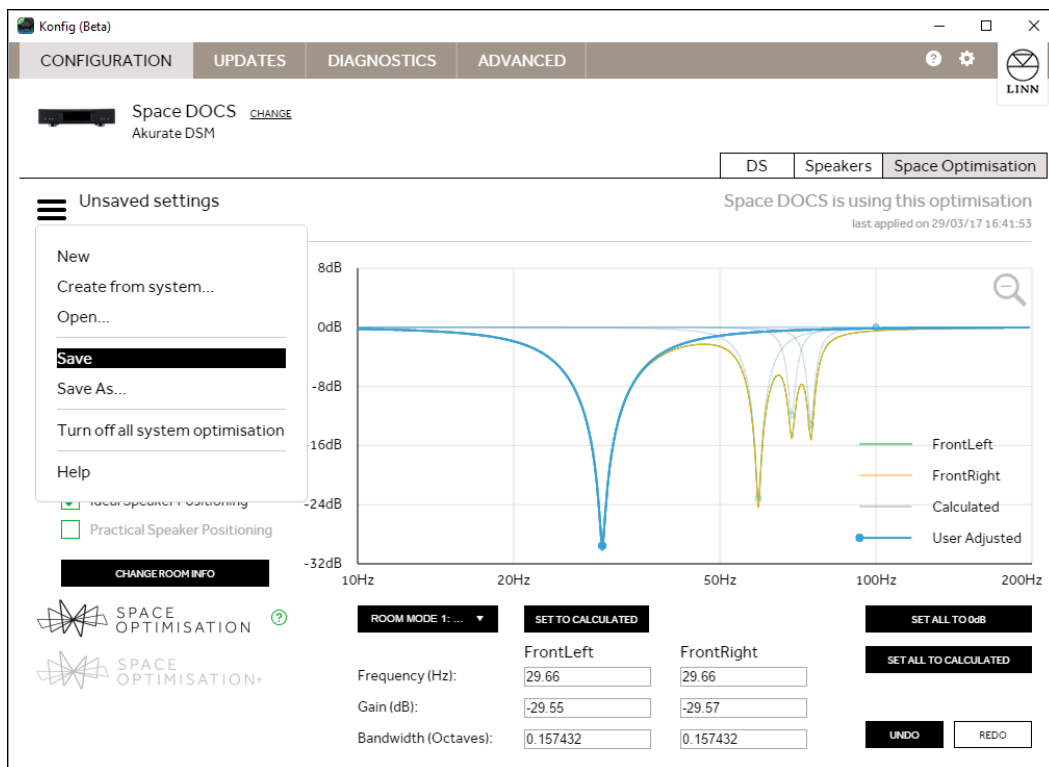 Konfig (Beta)
CONFIGURATION UPDATES DIAGNOSTICS ADVANCED ?
LINN
Space DOCS CHANGE
Akurate DSM
DS Speakers Space Optimisation
Unsaved settings
Space DOCS is using this optimisation
last applied on 29/03/17 16:41:53
New
Create from system...
Open...
Save
Save As...
Turn off all system optimisation
Help
Ideal Speaker Positioning
Practical Speaker Positioning
CHANGE ROOM INFO
SPACE
OPTIMISATION ?
SPACE
OPTIMISATION+
8dB
0dB
-8dB
-16dB
-24dB
-32dB
10Hz 20Hz 50Hz 100Hz 200Hz
FrontLeft
FrontRight
Calculated
User Adjusted
ROOM MODE 1: ... SET TO CALCULATED SET ALL TO 0dB
FrontLeft FrontRight SET ALL TO CALCULATED
Frequency (Hz): 29.66 29.66
Gain (dB): -29.55 -29.57
Bandwidth (Octaves): 0.157432 0.157432
UNDO REDO